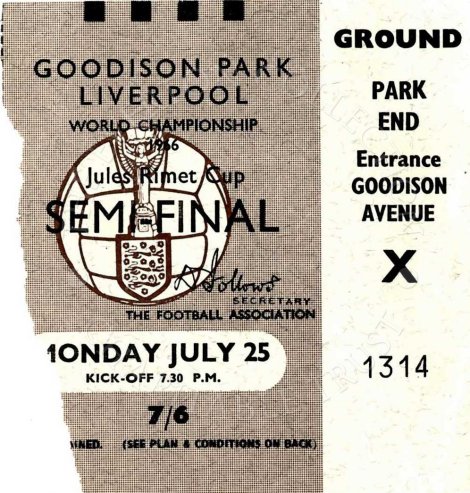 GOODISON PARK
LIVERPOOL
WORLD CHAMPIONSHIP
1966
Jules Rimet Cup
SEMI-FINAL
SECRETARY
THE FOOTBALL ASSOCIATION
MONDAY JULY 25
KICK-OFF 7.30 P.M.
7/6
(SEE PLAN & CONDITIONS ON BACK)
GROUND
PARK
END
Entrance
GOODISON
AVENUE
X
1314